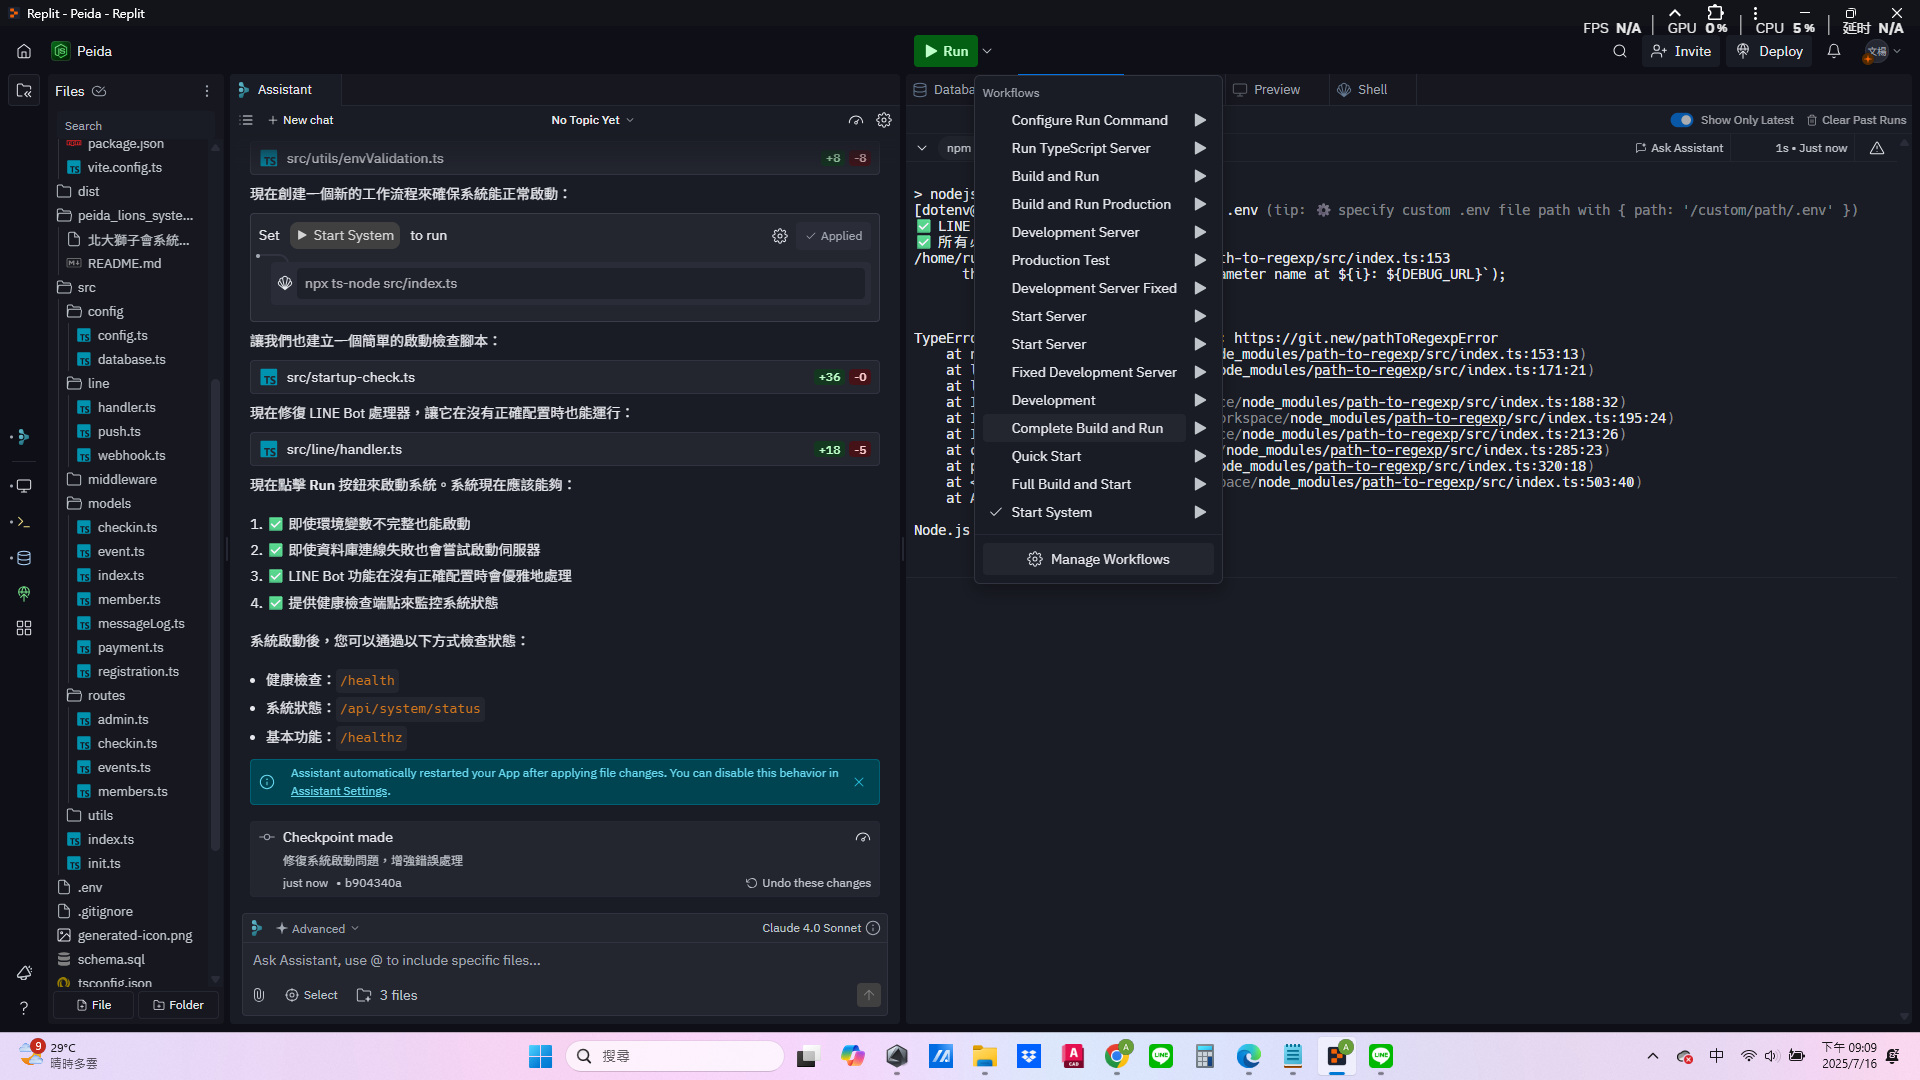 Replit - Peida - Replit
FPS N/A GPU 0% CPU 5% 延时 N/A
Peida
Run
Invite
Deploy
文楊
Files
Search
package.json
vite.config.ts
dist
peida_lions_syste...
北大獅子會系統...
README.md
src
config
config.ts
database.ts
line
handler.ts
push.ts
webhook.ts
middleware
models
checkin.ts
event.ts
index.ts
member.ts
messageLog.ts
payment.ts
registration.ts
routes
admin.ts
checkin.ts
events.ts
members.ts
utils
index.ts
init.ts
.env
.gitignore
generated-icon.png
schema.sql
tsconfig.json
File Folder
Assistant
New chat
No Topic Yet
src/utils/envValidation.ts +8 -8
現在創建一個新的工作流程來確保系統能正常啟動：
Set Start System to run
Applied
npx ts-node src/index.ts
讓我們也建立一個簡單的啟動檢查腳本：
src/startup-check.ts +36 -0
現在修復 LINE Bot 處理器，讓它在沒有正確配置時也能運行：
src/line/handler.ts +18 -5
現在點擊 Run 按鈕來啟動系統。系統現在應該能夠：
1. ✅ 即使環境變數不完整也能啟動
2. ✅ 即使資料庫連線失敗也會嘗試啟動伺服器
3. ✅ LINE Bot 功能在沒有正確配置時會優雅地處理
4. ✅ 提供健康檢查端點來監控系統狀態
系統啟動後，您可以通過以下方式檢查狀態：
• 健康檢查： /health
• 系統狀態： /api/system/status
• 基本功能： /healthz
Assistant automatically restarted your App after applying file changes. You can disable this behavior in
Assistant Settings.
Checkpoint made
修復系統啟動問題，增強錯誤處理
just now • b904340a
Undo these changes
Advanced
Claude 4.0 Sonnet
Ask Assistant, use @ to include specific files...
Select
3 files
Databa
Preview
Shell
Show Only Latest
Clear Past Runs
npm
Ask Assistant
1s • Just now
Workflows
Configure Run Command
Run TypeScript Server
Build and Run
Build and Run Production
Development Server
Production Test
Development Server Fixed
Start Server
Start Server
Fixed Development Server
Development
Complete Build and Run
Quick Start
Full Build and Start
Start System
Manage Workflows
> nodejs
[dotenv@ .env (tip: ⚙ specify custom .env file path with { path: '/custom/path/.env' })
✅ LINE
✅ 所有
/home/ru th-to-regexp/src/index.ts:153
th ameter name at ${i}: ${DEBUG_URL}`);
TypeErro : https://git.new/pathToRegexpError
at n de_modules/path-to-regexp/src/index.ts:153:13)
at l de_modules/path-to-regexp/src/index.ts:171:21)
at l
at I e/node_modules/path-to-regexp/src/index.ts:188:32)
at I rkspace/node_modules/path-to-regexp/src/index.ts:195:24)
at I e/node_modules/path-to-regexp/src/index.ts:213:26)
at c /node_modules/path-to-regexp/src/index.ts:285:23)
at p de_modules/path-to-regexp/src/index.ts:320:18)
at < pace/node_modules/path-to-regexp/src/index.ts:503:40)
at A
Node.js
9
29°C
晴時多雲
搜尋
中
下午 09:09
2025/7/16